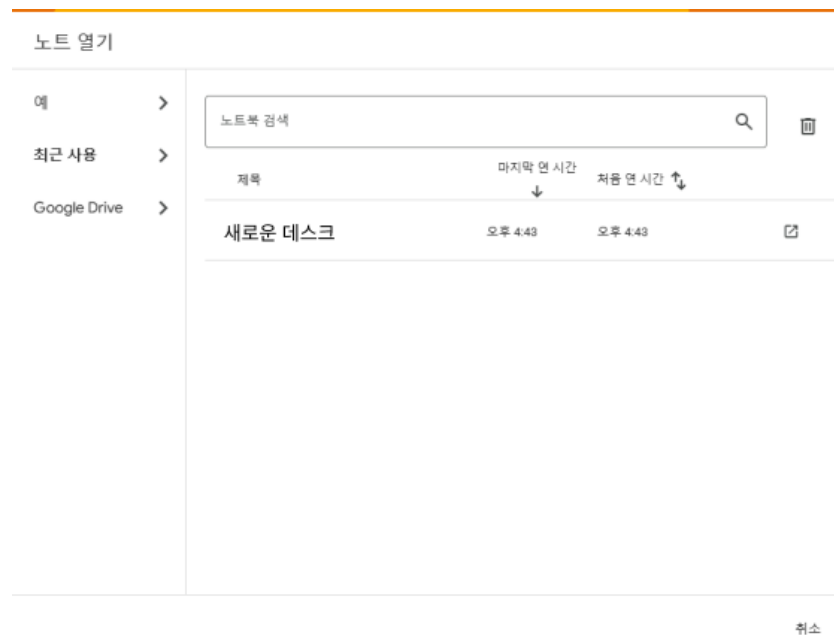 노트 열기
예
최근 사용
Google Drive
노트북 검색
제목
마지막 연 시간
처음 연 시간
새로운 데스크
오후 4:43
오후 4:43
취소